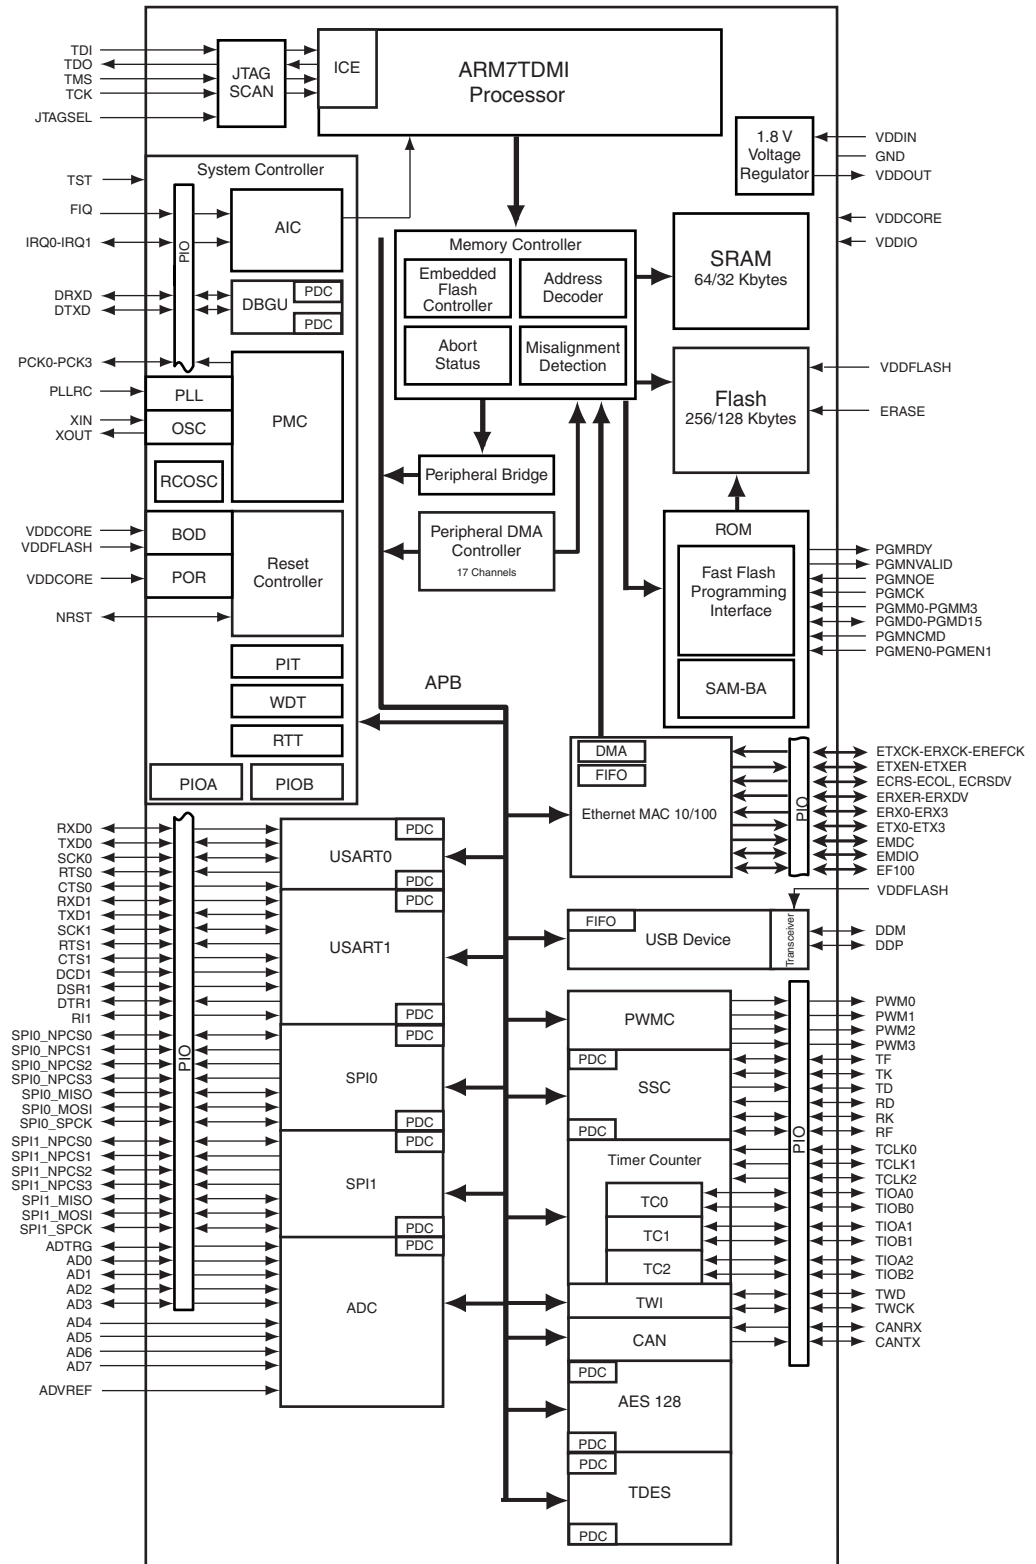 TDI
TDO
TMS
TCK
JTAGSEL
JTAG
SCAN
ICE
ARM7TDMI
Processor
1.8 V
Voltage
Regulator
VDDIN
GND
VDDOUT
VDDCORE
VDDIO
System Controller
TST
FIQ
IRQ0-IRQ1
PIO
AIC
DRXD
DTXD
DBGU
PDC
PDC
PCK0-PCK3
PLLRC
XIN
XOUT
PLL
OSC
RCOSC
PMC
VDDCORE
VDDFLASH
VDDCORE
NRST
BOD
POR
Reset
Controller
PIT
WDT
RTT
PIOA
PIOB
Memory Controller
Embedded
Flash
Controller
Address
Decoder
Abort
Status
Misalignment
Detection
SRAM
64/32 Kbytes
Flash
256/128 Kbytes
VDDFLASH
ERASE
Peripheral Bridge
Peripheral DMA
Controller
17 Channels
ROM
Fast Flash
Programming
Interface
SAM-BA
PGMRDY
PGMNVALID
PGMNOE
PGMCK
PGMM0-PGMM3
PGMD0-PGMD15
PGMNCMD
PGMEN0-PGMEN1
APB
DMA
FIFO
Ethernet MAC 10/100
PIO
ETXCK-ERXCK-EREFCK
ETXEN-ETXER
ECRS-ECOL, ECRSDV
ERXER-ERXDV
ERX0-ERX3
ETX0-ETX3
EMDC
EMDIO
EF100
VDDFLASH
FIFO
USB Device
Transceiver
DDM
DDP
RXD0
TXD0
SCK0
RTS0
CTS0
RXD1
TXD1
SCK1
RTS1
CTS1
DCD1
DSR1
DTR1
RI1
SPI0_NPCS0
SPI0_NPCS1
SPI0_NPCS2
SPI0_NPCS3
SPI0_MISO
SPI0_MOSI
SPI0_SPCK
SPI1_NPCS0
SPI1_NPCS1
SPI1_NPCS2
SPI1_NPCS3
SPI1_MISO
SPI1_MOSI
SPI1_SPCK
ADTRG
AD0
AD1
AD2
AD3
AD4
AD5
AD6
AD7
ADVREF
PIO
PDC
USART0
PDC
PDC
USART1
PDC
PDC
SPI0
PDC
PDC
SPI1
PDC
PDC
ADC
PWMC
PDC
SSC
PDC
Timer Counter
TC0
TC1
TC2
TWI
CAN
PDC
AES 128
PDC
PDC
TDES
PDC
PIO
PWM0
PWM1
PWM2
PWM3
TF
TK
TD
RD
RK
RF
TCLK0
TCLK1
TCLK2
TIOA0
TIOB0
TIOA1
TIOB1
TIOA2
TIOB2
TWD
TWCK
CANRX
CANTX